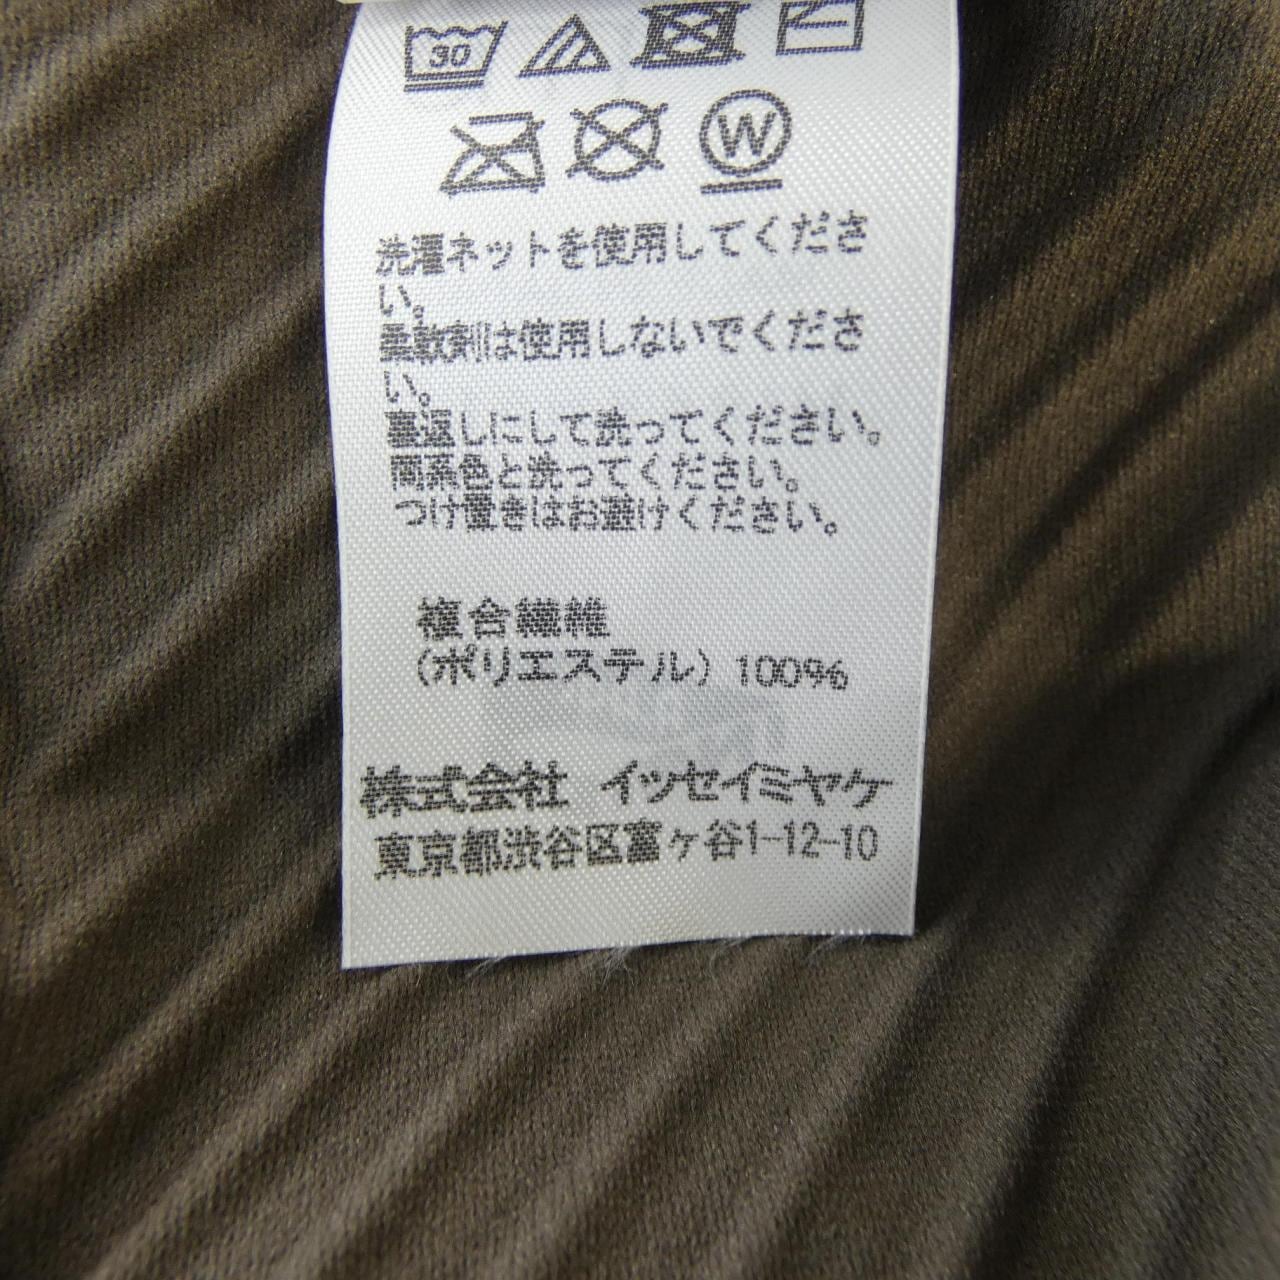 30
W
洗濯ネットを使用してくださ
い。
柔軟剤は使用しないでくださ
い。
裏返しにして洗ってください。
同系色と洗ってください。
つけ置きはお避けください。
複合繊維
(ポリエステル) 100%
株式会社 イッセイミヤケ
東京都渋谷区富ヶ谷1-12-10